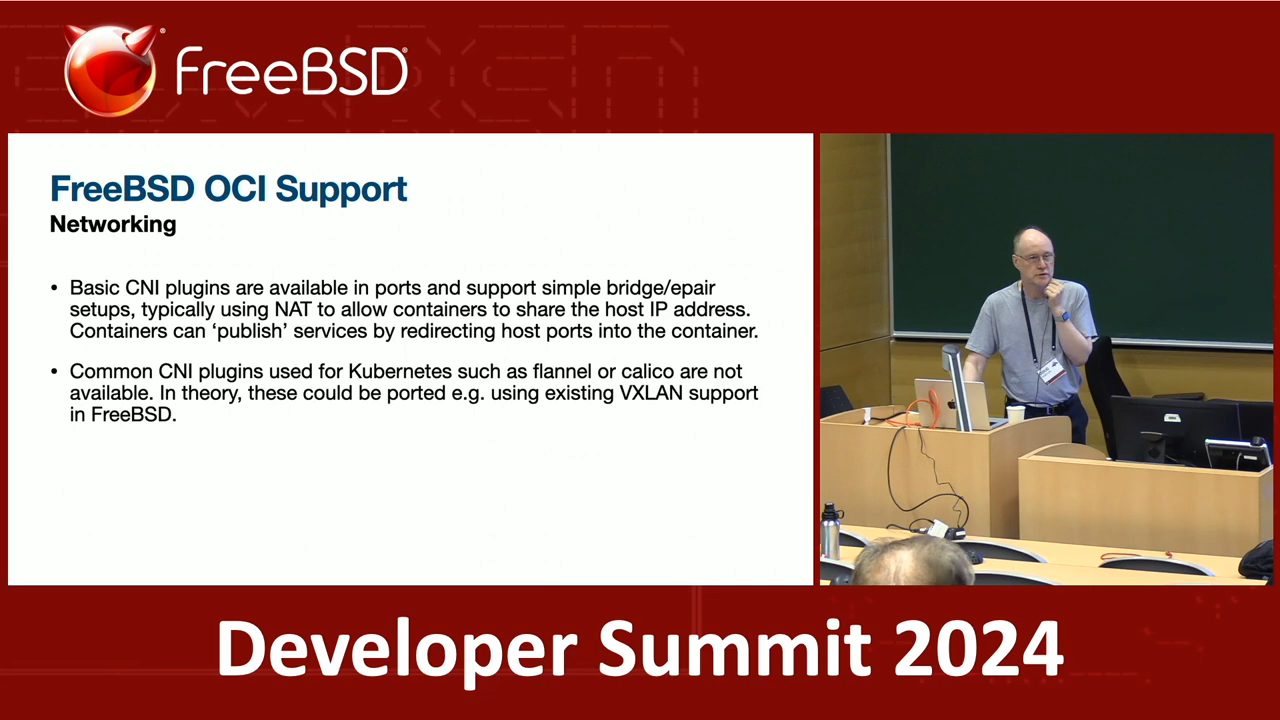 FreeBSD®
FreeBSD OCI Support
Networking
• Basic CNI plugins are available in ports and support simple bridge/epair
setups, typically using NAT to allow containers to share the host IP address.
Containers can ‘publish’ services by redirecting host ports into the container.
• Common CNI plugins used for Kubernetes such as flannel or calico are not
available. In theory, these could be ported e.g. using existing VXLAN support
in FreeBSD.
Developer Summit 2024